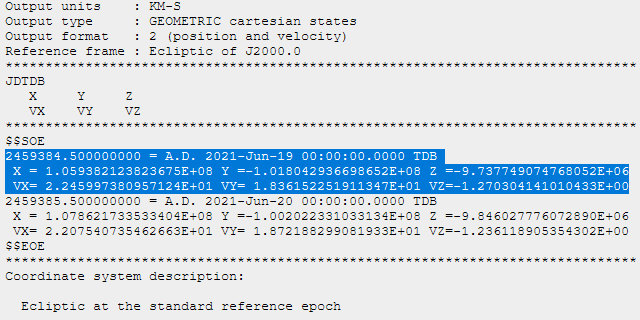 Output units    : KM-S
Output type     : GEOMETRIC cartesian states
Output format   : 2 (position and velocity)
Reference frame : Ecliptic of J2000.0
*******************************************************************************
JDTDB
   X     Y     Z
   VX    VY    VZ
*******************************************************************************
$$SOE
2459384.500000000 = A.D. 2021-Jun-19 00:00:00.0000 TDB
 X = 1.059382123823675E+08 Y =-1.018042936698652E+08 Z =-9.737749074768052E+06
 VX= 2.245997380957124E+01 VY= 1.836152251911347E+01 VZ=-1.270304141010433E+00
2459385.500000000 = A.D. 2021-Jun-20 00:00:00.0000 TDB
 X = 1.078621733533404E+08 Y =-1.002022331033134E+08 Z =-9.846027776072890E+06
 VX= 2.207540735462663E+01 VY= 1.872188299081933E+01 VZ=-1.236118905354302E+00
$$EOE
*******************************************************************************
Coordinate system description:
  Ecliptic at the standard reference epoch